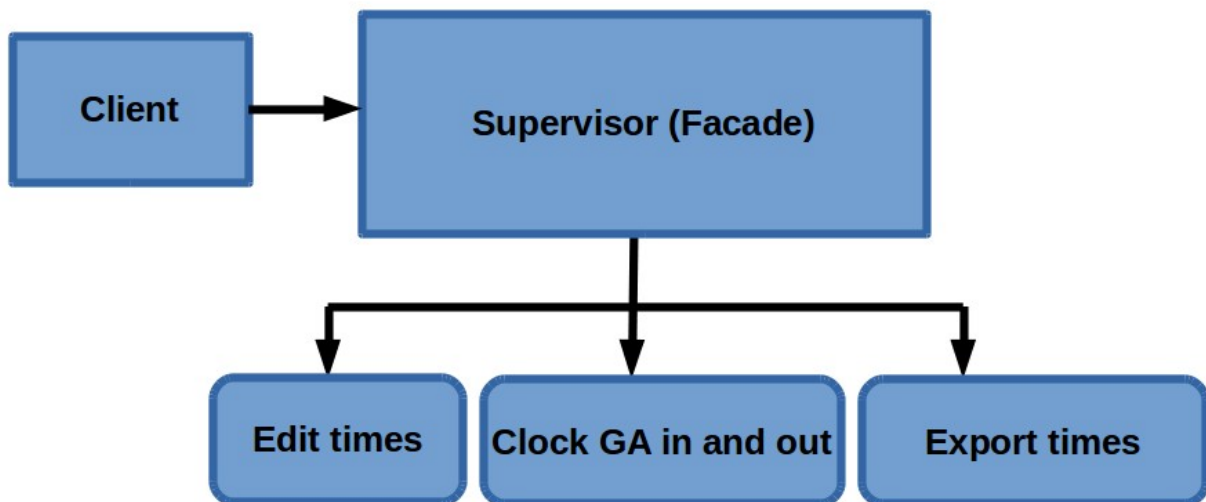 Client
Supervisor (Facade)
Edit times
Clock GA in and out
Export times